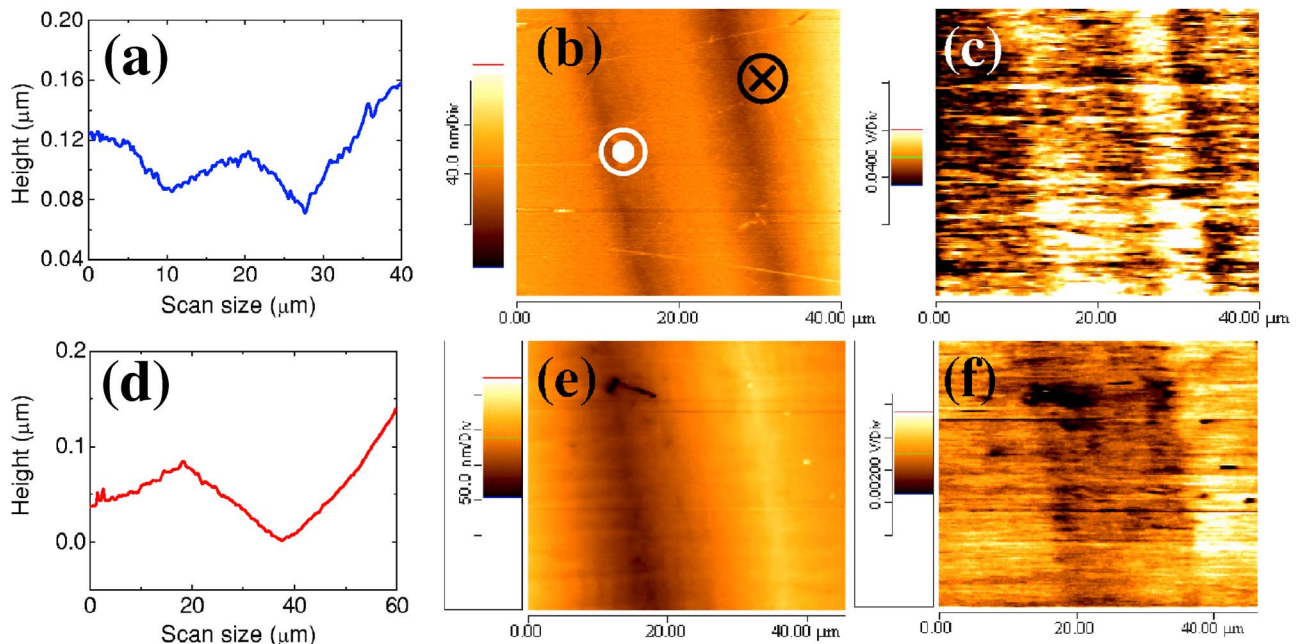 (a)
Height (μm)
0.20
0.16
0.12
0.08
0.04
0
10
20
30
40
Scan size (μm)
(b)
40.0 nm/Div
0.00
20.00
40.00 μm
(c)
0.0400 V/Div
0.00
20.00
40.00 μm
(d)
Height (μm)
0.2
0.1
0.0
0
20
40
60
Scan size (μm)
(e)
50.0 nm/Div
0.00
20.00
40.00 μm
(f)
0.00200 V/Div
0.00
20.00
40.00 μm